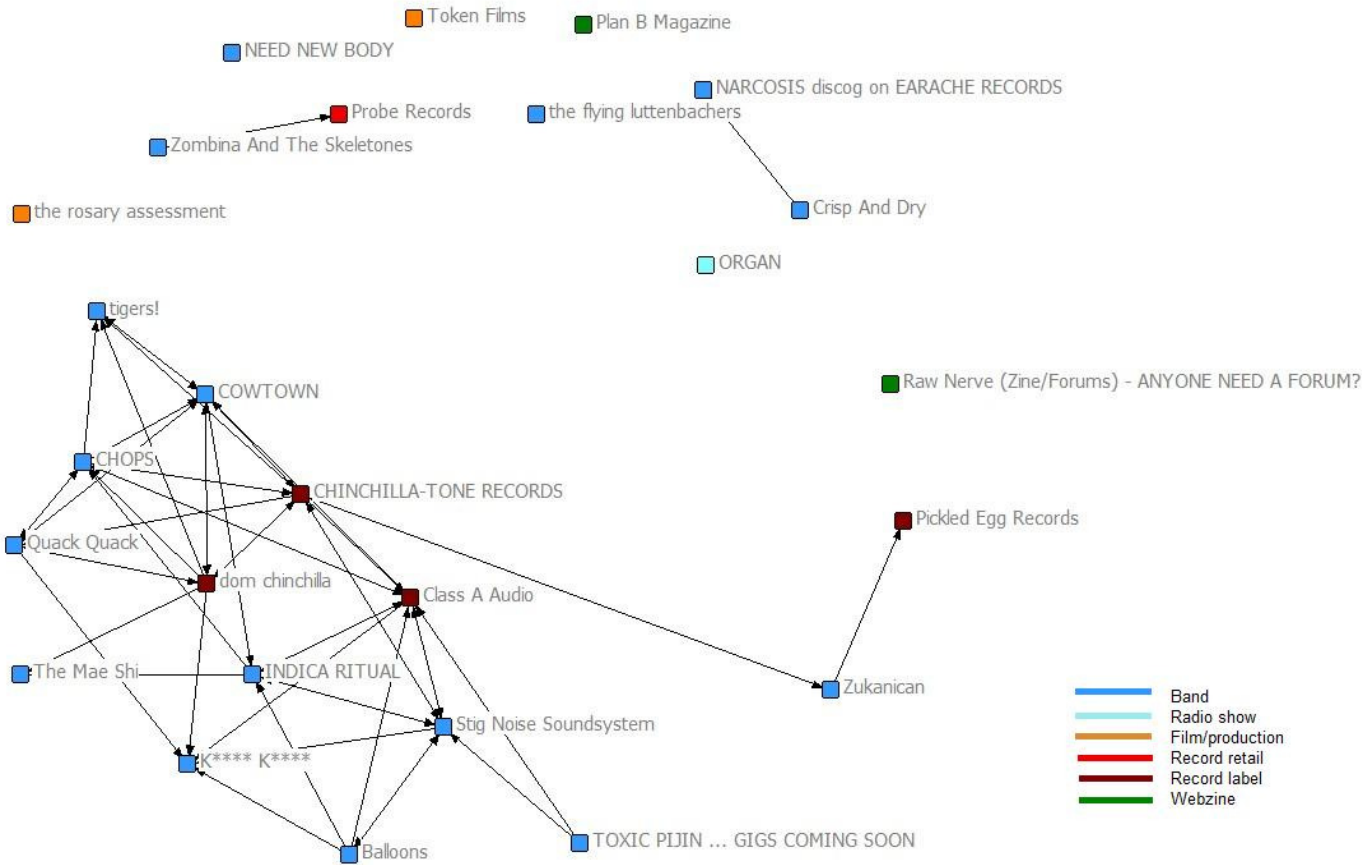 Token Films
Plan B Magazine
NEED NEW BODY
NARCOSIS discog on EARACHE RECORDS
Probe Records
the flying luttenbachers
Zombina And The Skeletones
the rosary assessment
Crisp And Dry
ORGAN
tigers!
COWTOWN
Raw Nerve (Zine/Forums) - ANYONE NEED A FORUM?
CHOPS
CHINCHILLA-TONE RECORDS
Pickled Egg Records
Quack Quack
dom chinchilla
Class A Audio
The Mae Shi
INDICA RITUAL
Zukanican
Stig Noise Soundsystem
K**** K****
TOXIC PIJIN ... GIGS COMING SOON
Balloons
Band
Radio show
Film/production
Record retail
Record label
Webzine